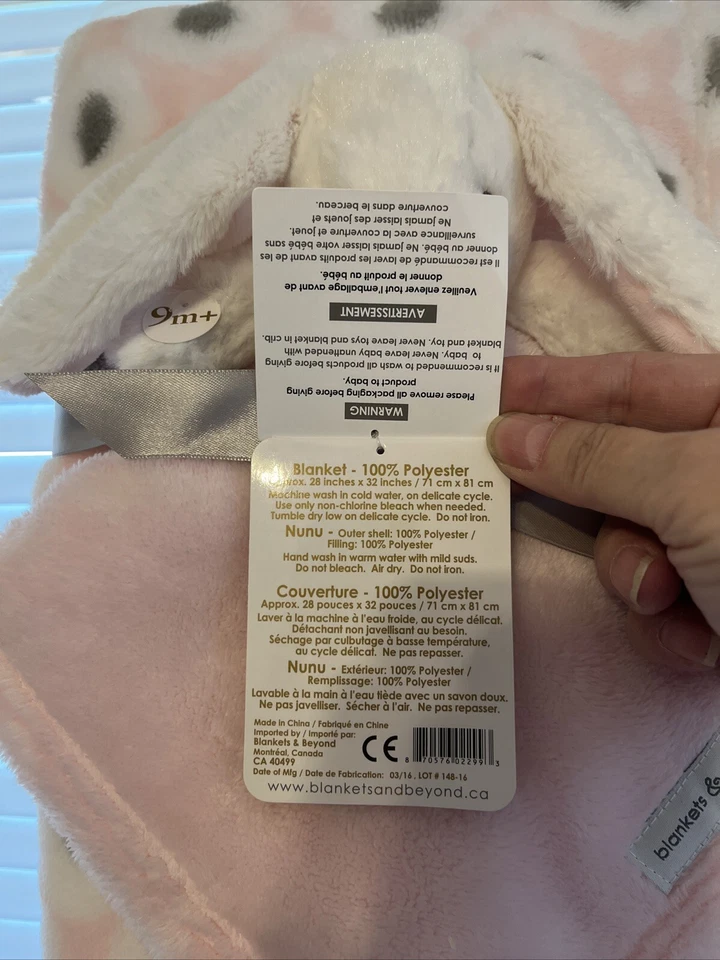 9m+
WARNING
Please remove all packaging before giving
product to baby.
It is recommended to wash all products before giving
to baby. Never leave baby unattended with
blanket and toy. Never leave toys and blanket in crib.
AVERTISSEMENT
Veuillez enlever tout l'emballage avant de
donner le produit au bébé.
Il est recommandé de laver les produits avant de les
donner au bébé. Ne jamais laisser votre bébé sans
surveillance avec la couverture et jouet.
Ne jamais laisser des jouets et
couverture dans le berceau.
Blanket - 100% Polyester
Approx. 28 inches x 32 inches / 71 cm x 81 cm
Machine wash in cold water, on delicate cycle.
Use only non-chlorine bleach when needed.
Tumble dry low on delicate cycle. Do not iron.
Nunu - Outer shell: 100% Polyester /
Filling: 100% Polyester
Hand wash in warm water with mild suds.
Do not bleach. Air dry. Do not iron.
Couverture - 100% Polyester
Approx. 28 pouces x 32 pouces / 71 cm x 81 cm
Laver à la machine à l'eau froide, au cycle délicat.
Détachant non javellisant au besoin.
Séchage par culbutage à basse température,
au cycle délicat. Ne pas repasser.
Nunu - Extérieur: 100% Polyester /
Remplissage: 100% Polyester
Lavable à la main à l'eau tiède avec un savon doux.
Ne pas javelliser. Sécher à l'air. Ne pas repasser.
Made in China / Fabriqué en Chine
Imported by / Importé par:
Blankets & Beyond
Montréal, Canada
CA 40499
CE
8 70576 02299 3
Date of Mfg / Date de Fabrication: 03/16, LOT # 14B-16
www.blanketsandbeyond.ca
blankets &